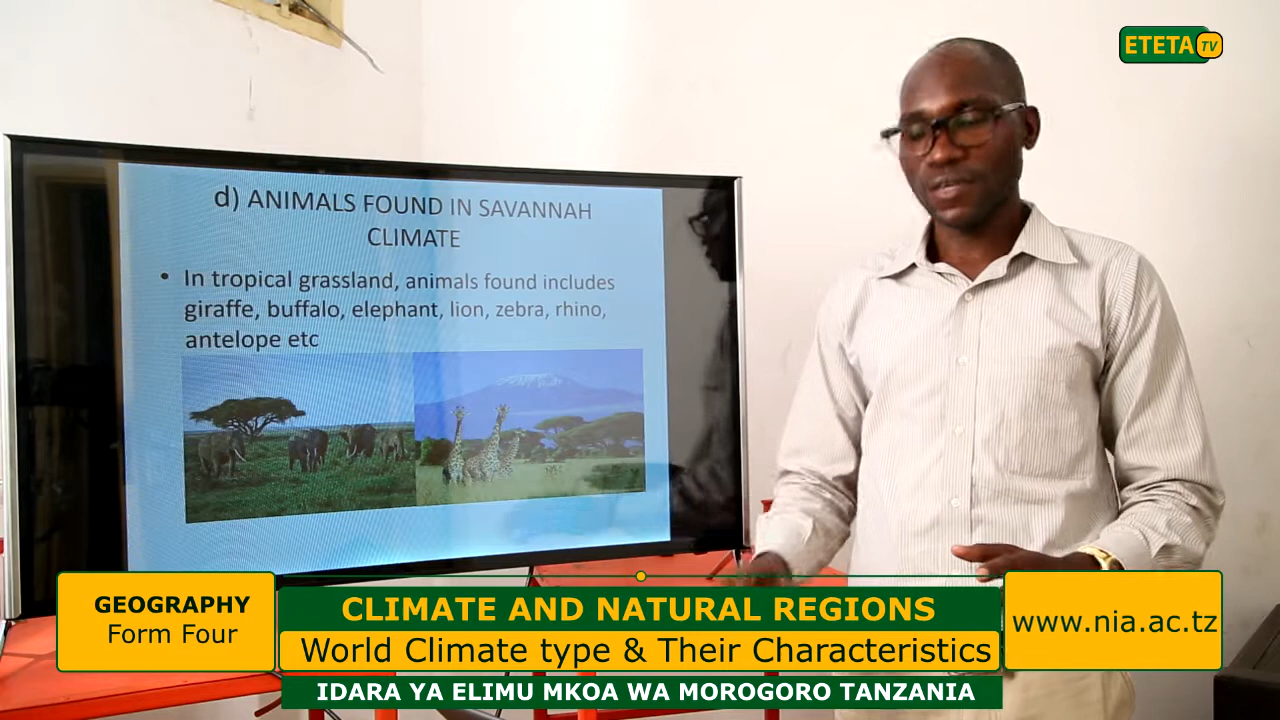 ETETA TV
d) ANIMALS FOUND IN SAVANNAH
CLIMATE
• In tropical grassland, animals found includes
giraffe, buffalo, elephant, lion, zebra, rhino,
antelope etc
GEOGRAPHY
Form Four
CLIMATE AND NATURAL REGIONS
World Climate type & Their Characteristics
www.nia.ac.tz
IDARA YA ELIMU MKOA WA MOROGORO TANZANIA